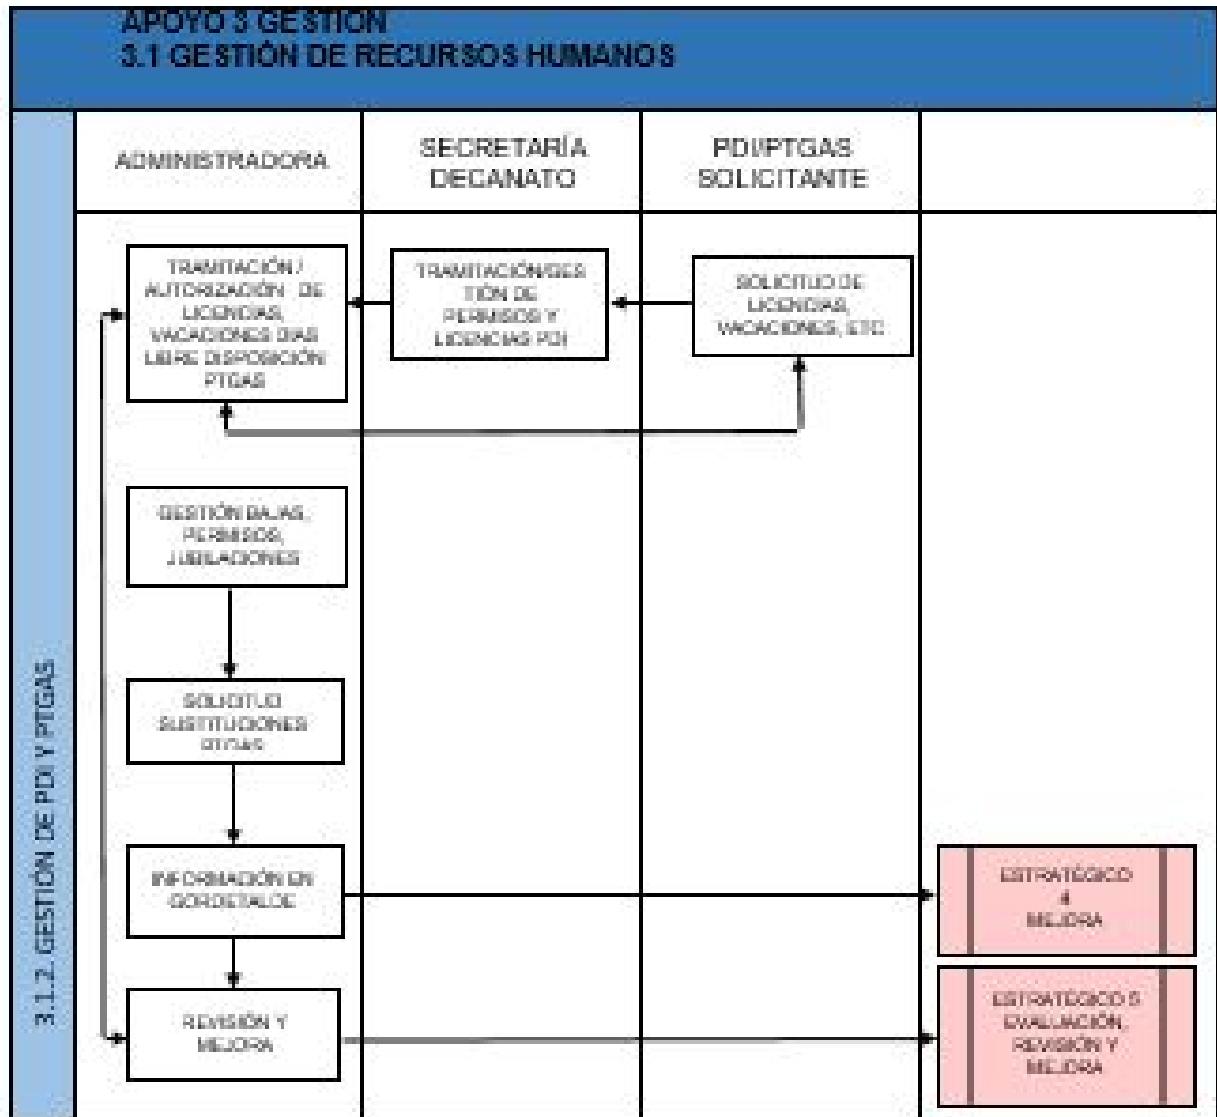 APOYO 3 GESTIÓN
3.1 GESTIÓN DE RECURSOS HUMANOS
ADMINISTRADORA
SECRETARÍA
DECANATO
PDI/PTGAS
SOLICITANTE
TRAMITACIÓN /
AUTORIZACIÓN DE
LICENCIAS,
VACACIONES DIAS
LIBRE DISPOSICIÓN
PTGAS
TRAMITACIÓN/GES
TIÓN DE
PERMISOS Y
LICENCIAS PDI
SOLICITUD DE
LICENCIAS,
VACACIONES, ETC
GESTIÓN BAJAS,
PERMISOS,
JUBILACIONES
SOLICITUD
SUSTITUCIONES
PTGAS
INFORMACIÓN EN
GORDETALDE
REVISIÓN Y
MEJORA
ESTRATÉGICO
4
MEJORA
ESTRATÉGICO 5
EVALUACIÓN,
REVISIÓN Y
MEJORA
3.1.2. GESTIÓN DE PDI Y PTGAS